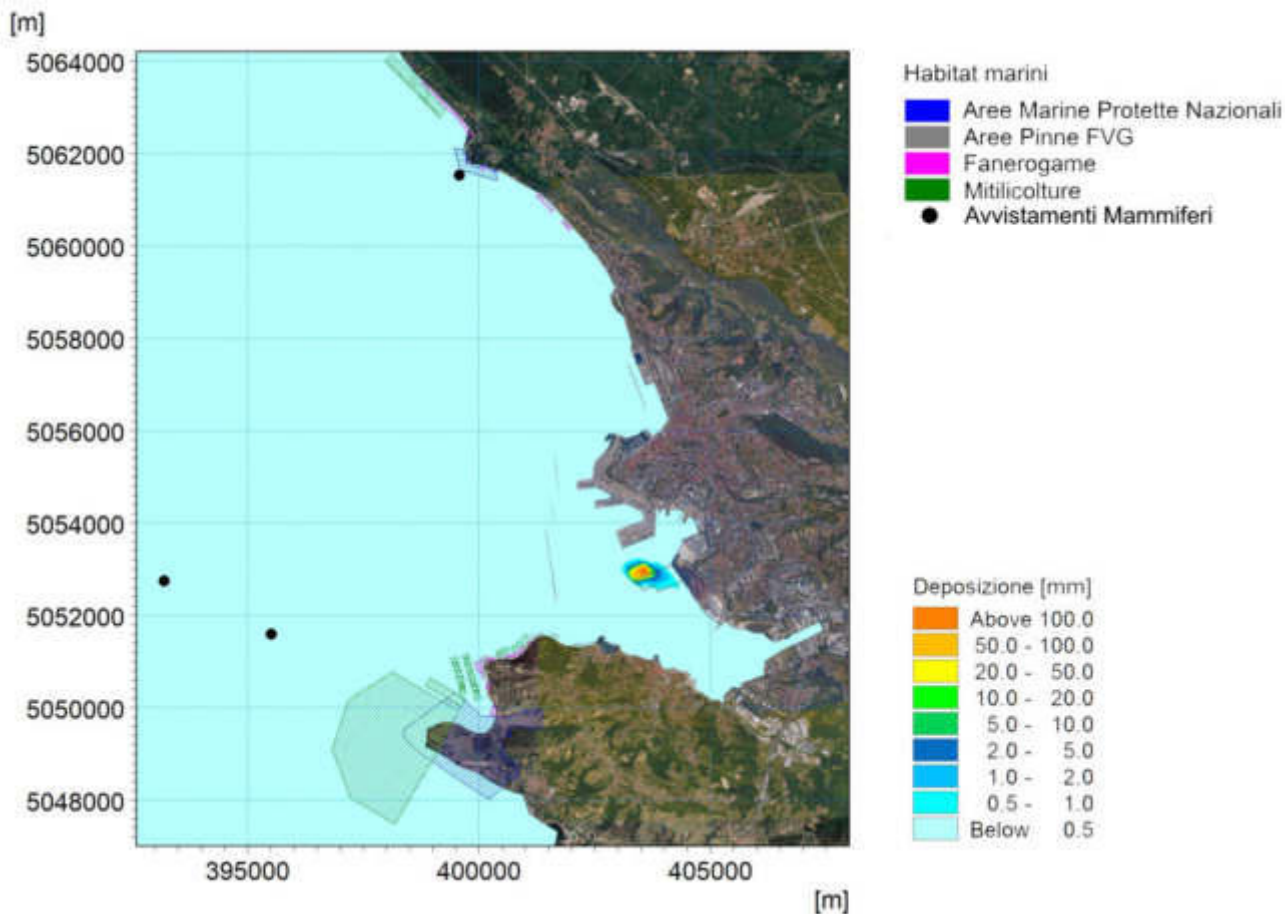 [m]
5064000
5062000
5060000
5058000
5056000
5054000
5052000
5050000
5048000
395000
400000
405000
[m]
Habitat marini
Aree Marine Protette Nazionali
Aree Pinne FVG
Fanerogame
Mitilicolture
Avvistamenti Mammiferi
Deposizione [mm]
Above 100.0
50.0 - 100.0
20.0 - 50.0
10.0 - 20.0
5.0 - 10.0
2.0 - 5.0
1.0 - 2.0
0.5 - 1.0
Below 0.5